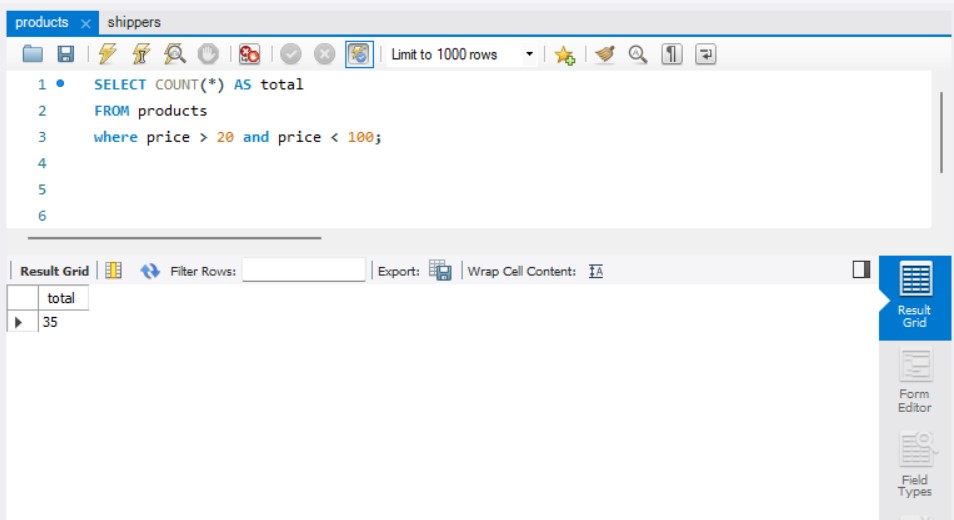 products × shippers
Limit to 1000 rows
1 SELECT COUNT(*) AS total
2 FROM products
3 where price > 20 and price < 100;
4
5
6
Result Grid Filter Rows: Export: Wrap Cell Content: IA
total
35
Result
Grid
Form
Editor
Field
Types